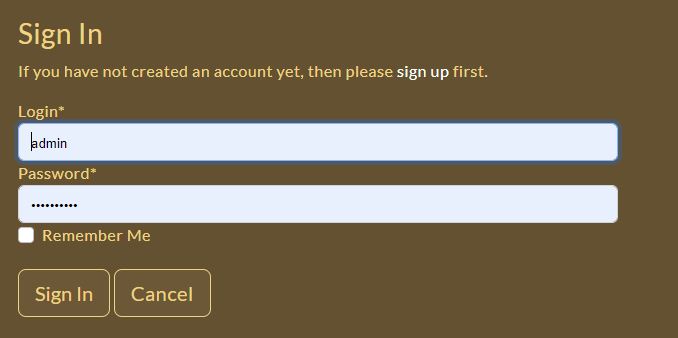 Sign In
If you have not created an account yet, then please sign up first.
Login*
admin
Password*
••••••••••
Remember Me
Sign In Cancel